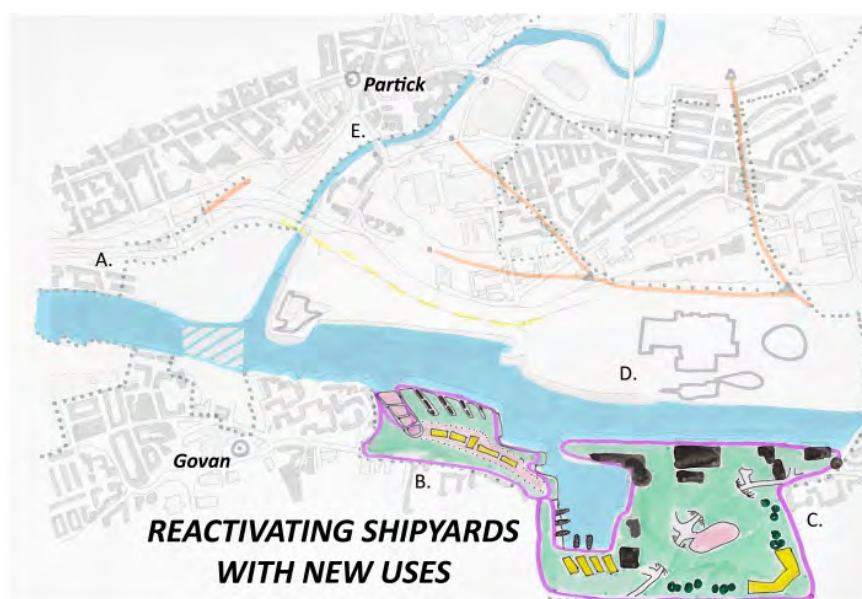 Partick
E.
A.
D.
Govan
B.
C.
REACTIVATING SHIPYARDS
WITH NEW USES